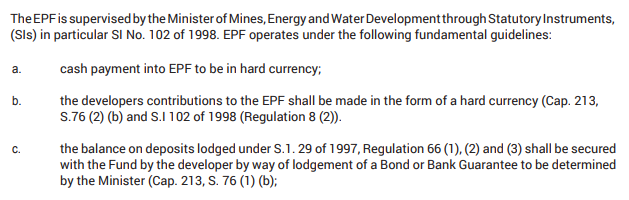 The EPF is supervised by the Minister of Mines, Energy and Water Development through Statutory Instruments,
(SIs) in particular SI No. 102 of 1998. EPF operates under the following fundamental guidelines:
a. cash payment into EPF to be in hard currency;
b. the developers contributions to the EPF shall be made in the form of a hard currency (Cap. 213,
S.76 (2) (b) and S.I 102 of 1998 (Regulation 8 (2)).
c. the balance on deposits lodged under S.1. 29 of 1997, Regulation 66 (1), (2) and (3) shall be secured
with the Fund by the developer by way of lodgement of a Bond or Bank Guarantee to be determined
by the Minister (Cap. 213, S. 76 (1) (b);